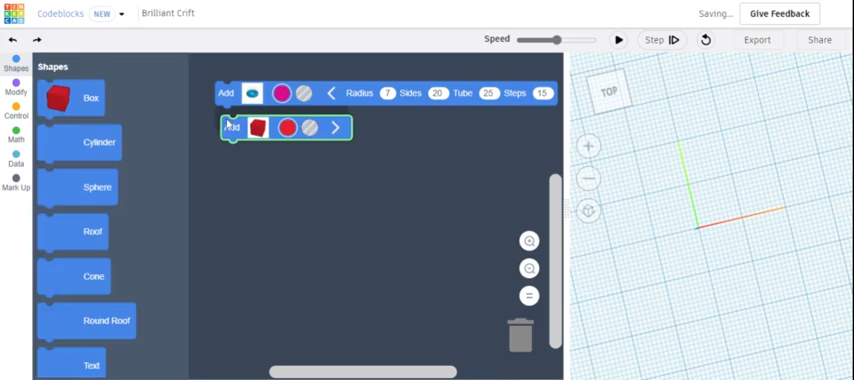 TIN
KER
CAD
Codeblocks NEW Brilliant Crift Saving... Give Feedback
Speed Step Export Share
Shapes
Modify
Control
Math
Data
Mark Up
Shapes
Box
Cylinder
Sphere
Roof
Cone
Round Roof
Text
Add Radius 7 Sides 20 Tube 25 Steps 15
Add
TOP